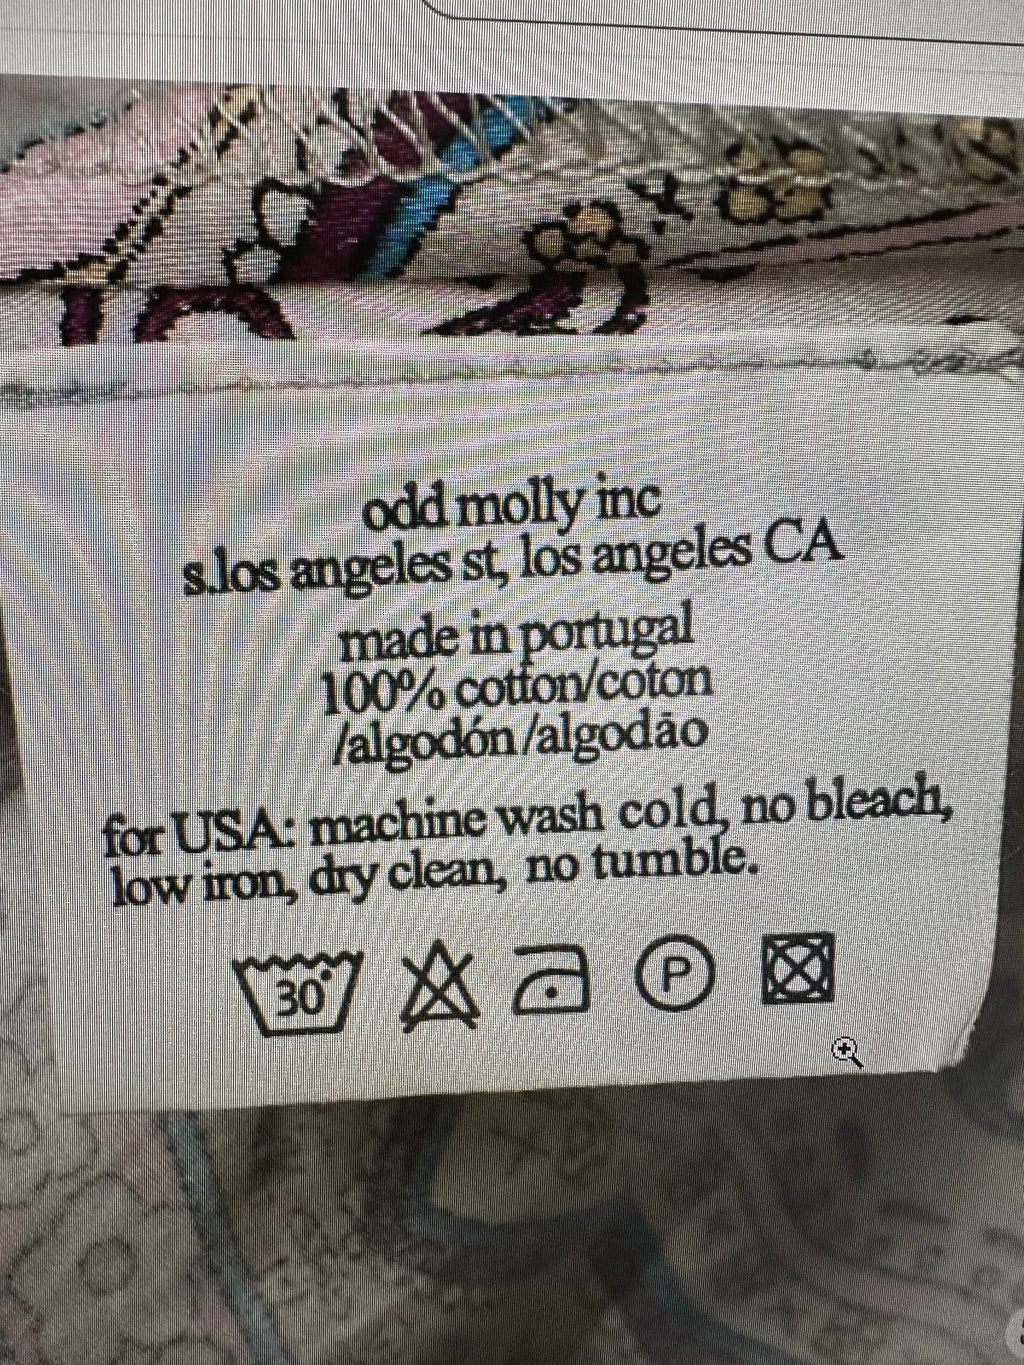 odd molly inc
s.los angeles st, los angeles CA
made in portugal
100% cotton/coton
/algodón/algodão
for USA: machine wash cold, no bleach,
low iron, dry clean, no tumble.
30° P